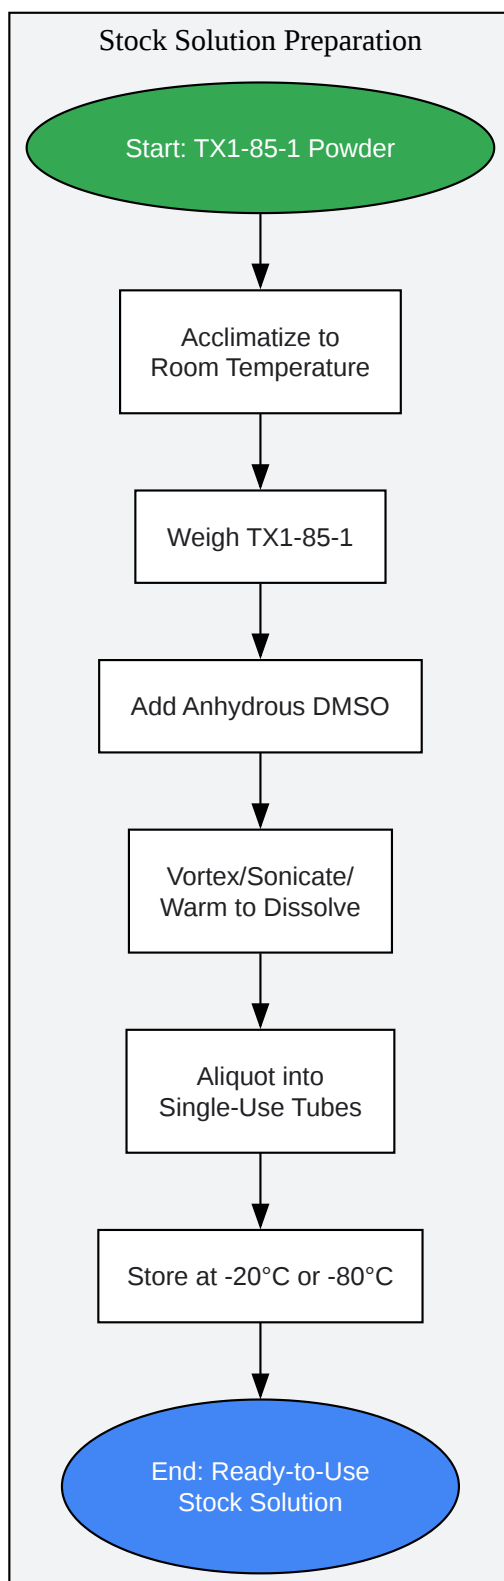 Stock Solution Preparation
Start: TX1-85-1 Powder
Acclimatize to
Room Temperature
Weigh TX1-85-1
Add Anhydrous DMSO
Vortex/Sonicate/
Warm to Dissolve
Aliquot into
Single-Use Tubes
Store at -20°C or -80°C
End: Ready-to-Use
Stock Solution